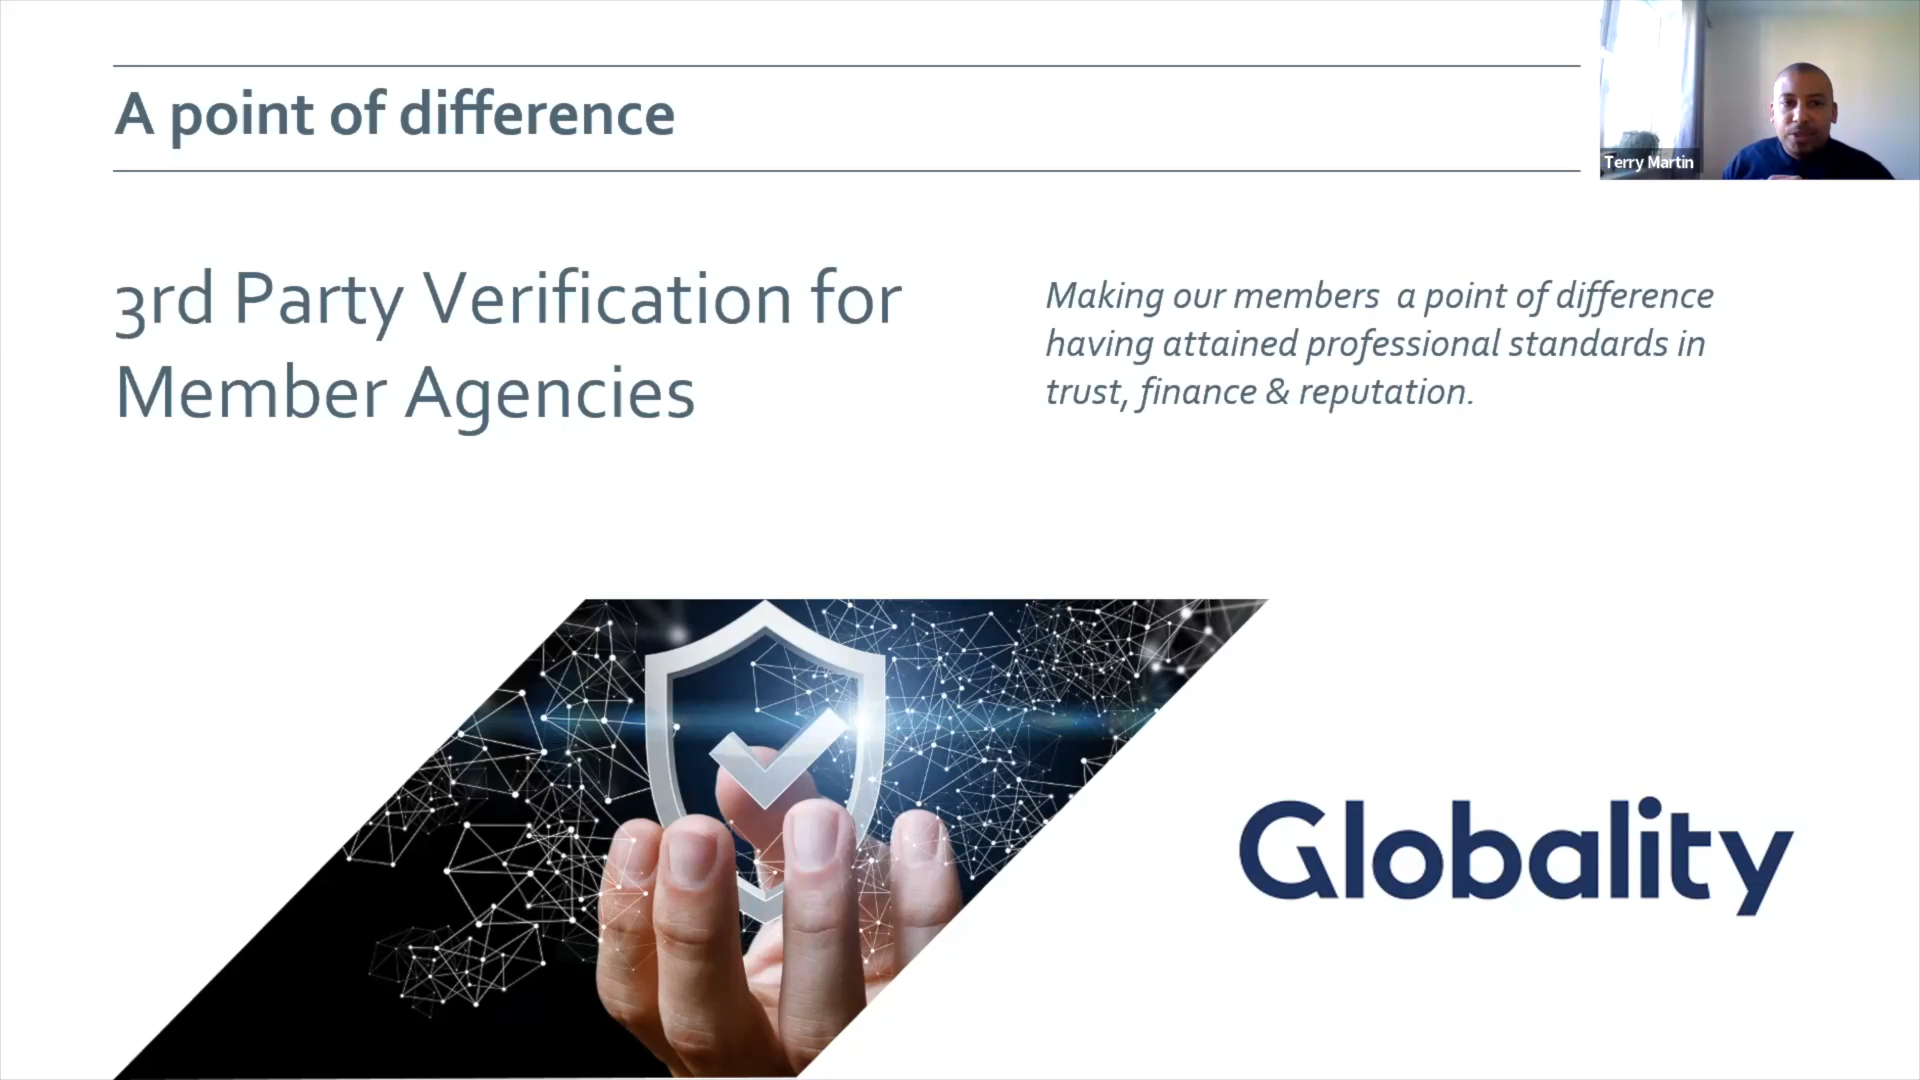 A point of difference
Terry Martin
3rd Party Verification for
Member Agencies
Making our members  a point of difference
having attained professional standards in
trust, finance & reputation.
Globality